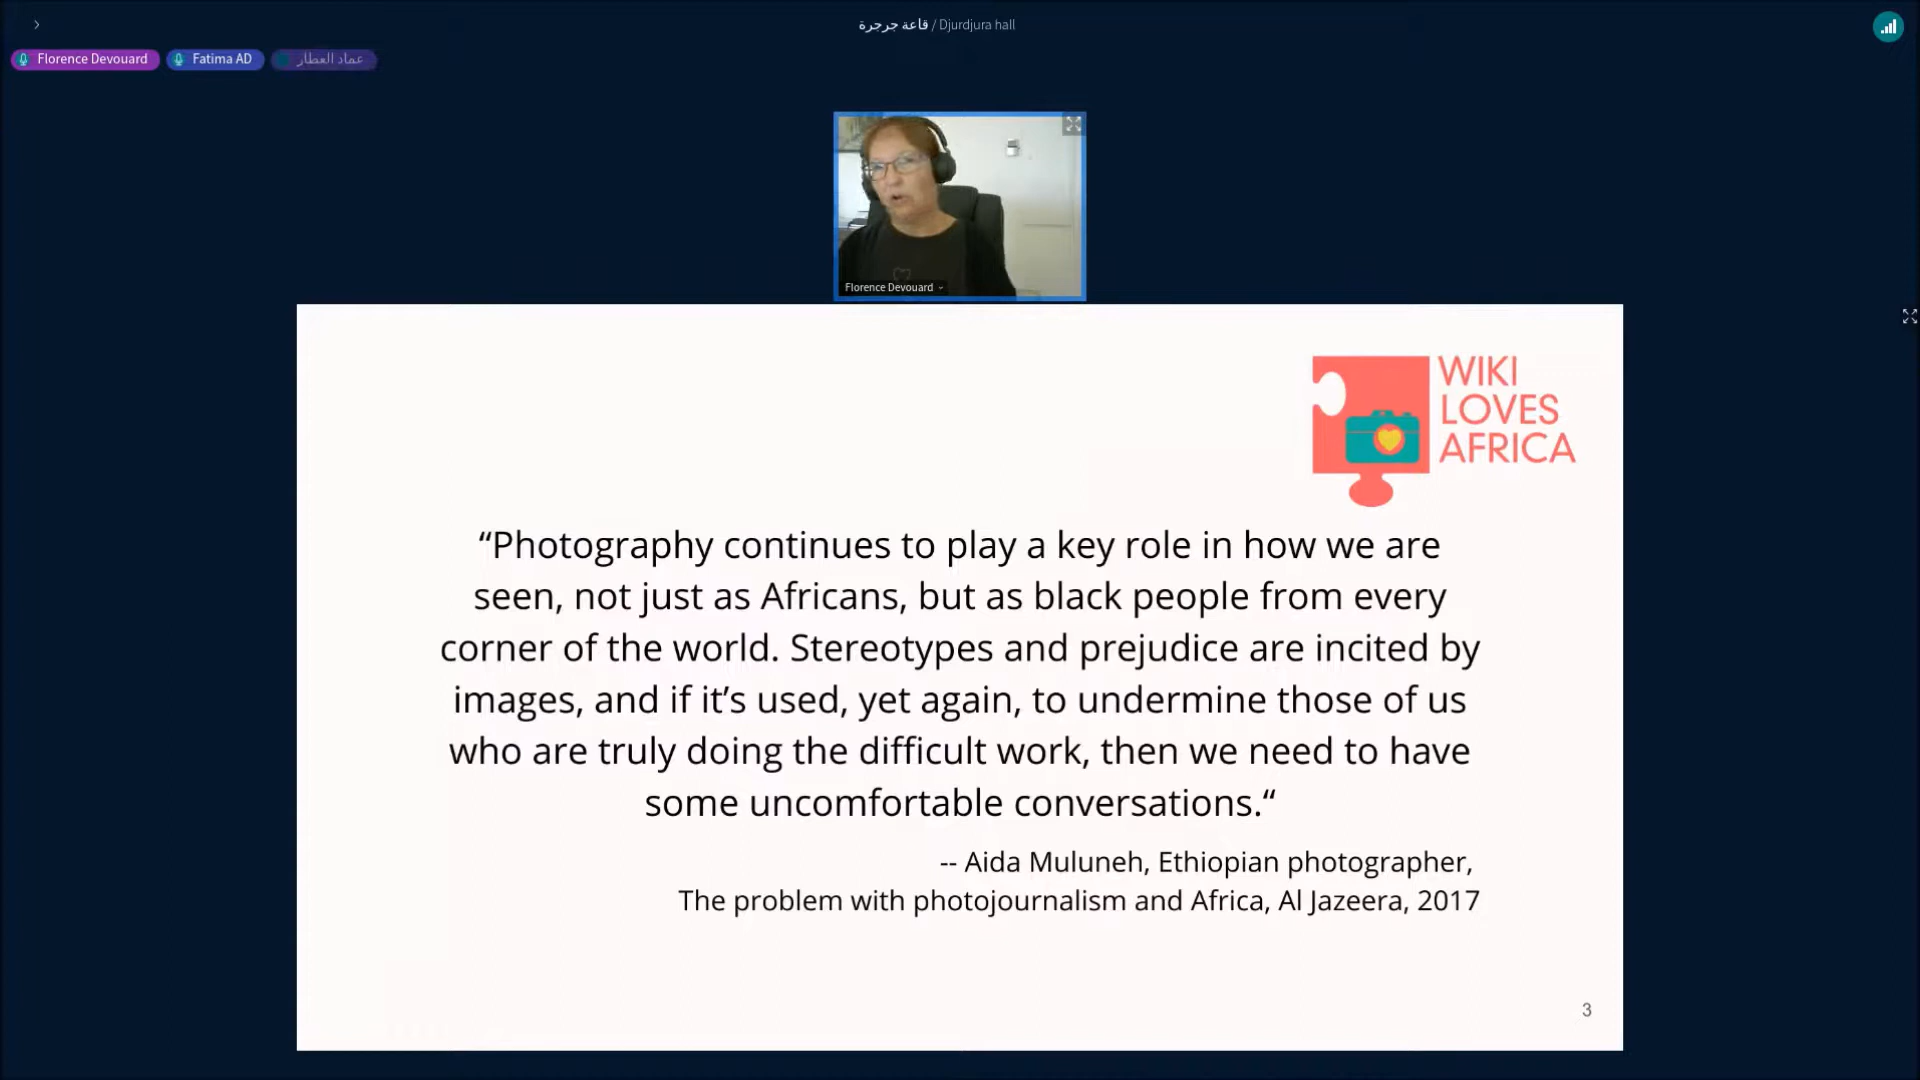 قاعة جرجرة / Djurdjura hall
Florence Devouard
Fatima AD
عماد العطار
Florence Devouard
WIKI
LOVES
AFRICA
“Photography continues to play a key role in how we are
seen, not just as Africans, but as black people from every
corner of the world. Stereotypes and prejudice are incited by
images, and if it’s used, yet again, to undermine those of us
who are truly doing the difficult work, then we need to have
some uncomfortable conversations.“
-- Aida Muluneh, Ethiopian photographer,
The problem with photojournalism and Africa, Al Jazeera, 2017
3